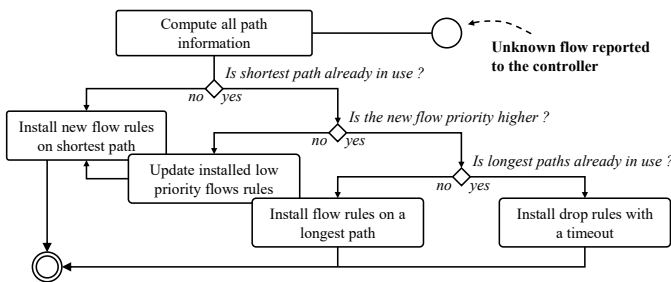 Compute all path
information
Unknown flow reported
to the controller
Is shortest path already in use ?
no
yes
Install new flow rules
on shortest path
Is the new flow priority higher ?
no
yes
Update installed low
priority flows rules
Is longest paths already in use ?
no
yes
Install flow rules on a
longest path
Install drop rules with
a timeout